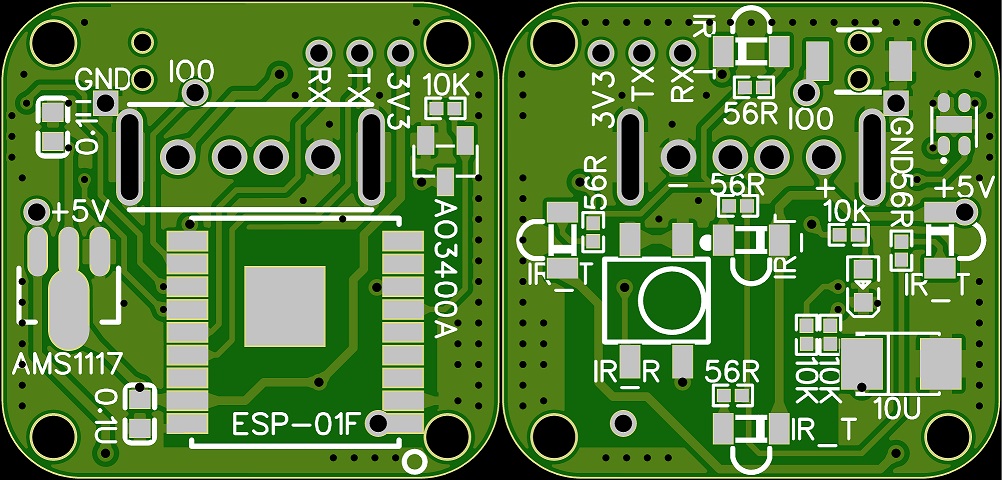 GND
IO0
RX
TX
3V3
10K
0.1U
+5V
AO3400A
AMS1117
0.1U
ESP-01F
3V3
TX
RX
IR_T
56R
IO0
GND
56R
56R
+5V
−
+
56R
10K
IR_T
IR_T
IR_T
IR_R
56R
10K
10K
10U
IR_T